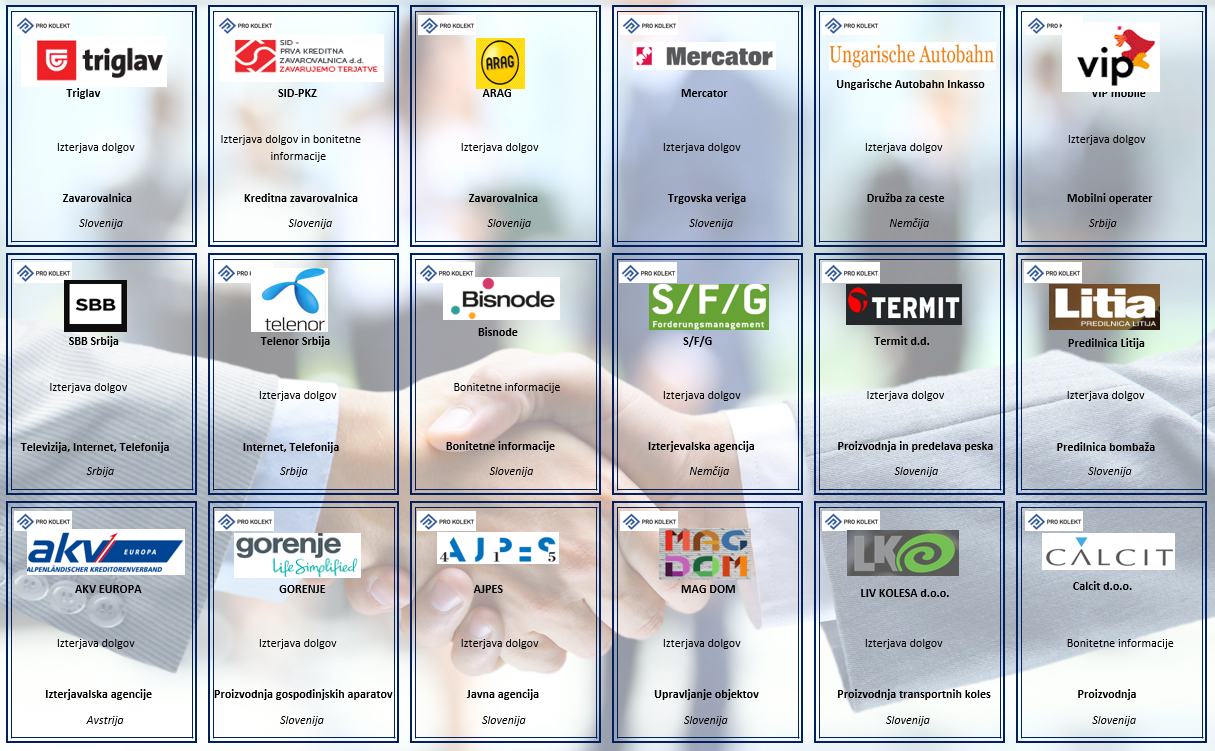 PRO KOLEKT
triglav
Triglav
Izterjava dolgov
Zavarovalnica
Slovenija
PRO KOLEKT
SID –
PRVA KREDITNA
ZAVAROVALNICA d.d.
ZAVARUJEMO TERJATVE
SID-PKZ
Izterjava dolgov in bonitetne
informacije
Kreditna zavarovalnica
Slovenija
PRO KOLEKT
ARAG
ARAG
Izterjava dolgov
Zavarovalnica
Slovenija
PRO KOLEKT
Mercator
Mercator
Izterjava dolgov
Trgovska veriga
Slovenija
PRO KOLEKT
Ungarische Autobahn
Ungarische Autobahn Inkasso
Izterjava dolgov
Družba za ceste
Nemčija
PRO K
vip
VIP mobile
Izterjava dolgov
Mobilni operater
Srbija
PRO KOLEKT
SBB
SBB Srbija
Izterjava dolgov
Televizija, Internet, Telefonija
Srbija
PRO K
telenor
Telenor Srbija
Izterjava dolgov
Internet, Telefonija
Srbija
PRO KOLEKT
Bisnode
Bisnode
Bonitetne informacije
Bonitetne informacije
Slovenija
PRO KOLEKT
S/F/G
Forderungsmanagement
S/F/G
Izterjava dolgov
Izterjevalska agencija
Nemčija
PRO KOLEKT
TERMIT
Termit d.d.
Izterjava dolgov
Proizvodnja in predelava peska
Slovenija
PRO KOLEKT
Litia
PREDILNICA LITIJA
Predilnica Litija
Izterjava dolgov
Predilnica bombaža
Slovenija
PRO KOLEKT
akv EUROPA
ALPENLÄNDISCHER KREDITORENVERBAND
AKV EUROPA
Izterjava dolgov
Izterjavalska agencije
Avstrija
PRO KOLEKT
gorenje
Life Simplified
GORENJE
Izterjava dolgov
Proizvodnja gospodinjskih aparatov
Slovenija
PRO KOLEKT
4 AJPES 5
1
AJPES
Izterjava dolgov
Javna agencija
Slovenija
PRO KOLEKT
MAG
DOM
MAG DOM
Izterjava dolgov
Upravljanje objektov
Slovenija
PRO KOLEKT
LK
LIV KOLESA d.o.o.
Izterjava dolgov
Proizvodnja transportnih koles
Slovenija
PRO KOLEKT
CALCIT
Calcit d.o.o.
Bonitetne informacije
Proizvodnja
Slovenija